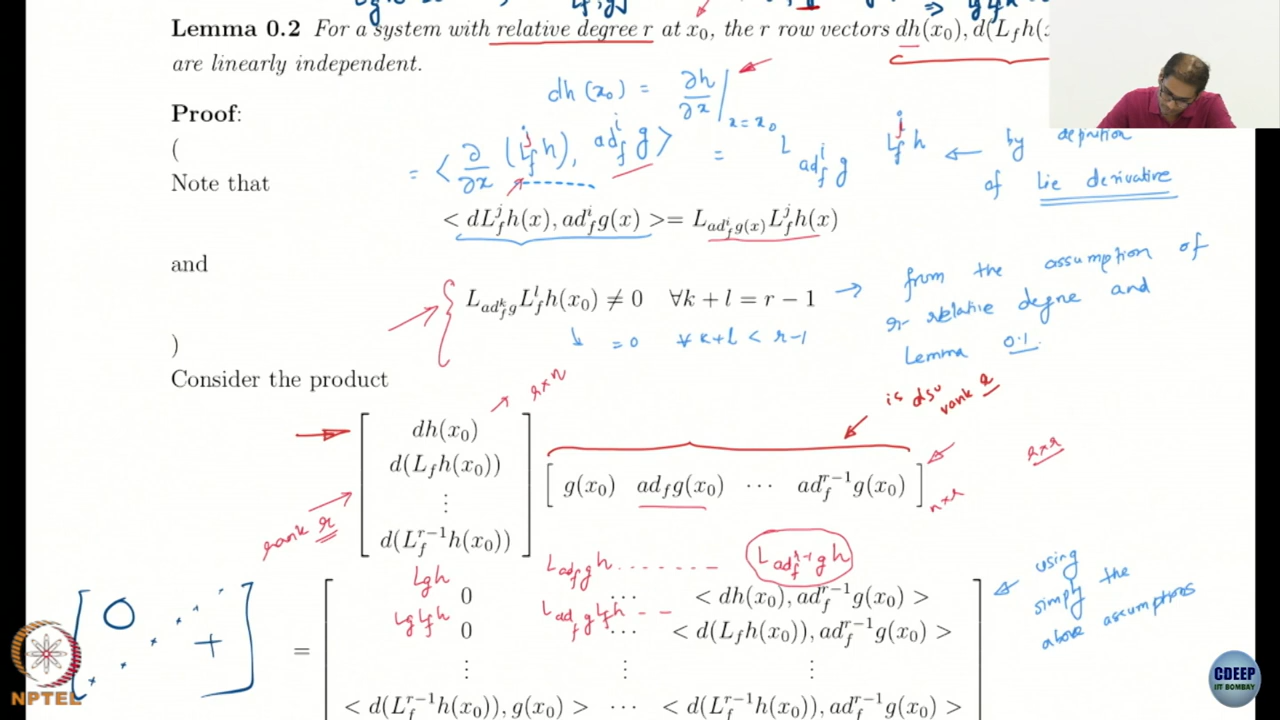 Lemma 0.2 For a system with relative degree r at x₀, the r row vectors dh(x₀), d(L_f h(
are linearly independent.
dh (x₀) = ∂h/∂x |_{x=x₀}
Proof:
(
= < ∂/∂x (L_f^j h), ad_f^i g > = L_{ad_f^i g} L_f^j h ← by definition
of Lie derivative
Note that
< dL_f^j h(x), ad_f^i g(x) >= L_{ad_f^i g(x)} L_f^j h(x)
and
L_{ad_f^k g} L_f^l h(x₀) ≠ 0 ∀k + l = r − 1 → from the assumption of
r-relative degree and
↓ = 0 ∀ k+l < r-1
Lemma 0.1.
)
Consider the product
r×n
is also rank r
dh(x₀)
d(L_f h(x₀))
⋮
d(L_f^{r−1} h(x₀))
[ g(x₀) ad_f g(x₀) ⋯ ad_f^{r−1} g(x₀) ]
r×r
n×r
rank r
L_g h L_{ad_f g} h ....... L_{ad_f^{r-1} g} h
0 ⋯ < dh(x₀), ad_f^{r−1} g(x₀) >
L_g L_f h L_{ad_f g} L_f h
0 ⋯ < d(L_f h(x₀)), ad_f^{r−1} g(x₀) >
= ⋮ ⋮ ⋮
< d(L_f^{r−1} h(x₀)), g(x₀) > ⋯ < d(L_f^{r−1} h(x₀)), ad_f^{r−1} g(x₀) >
using
simply the
above assumptions
0
+
NPTEL
CDEEP
IIT BOMBAY